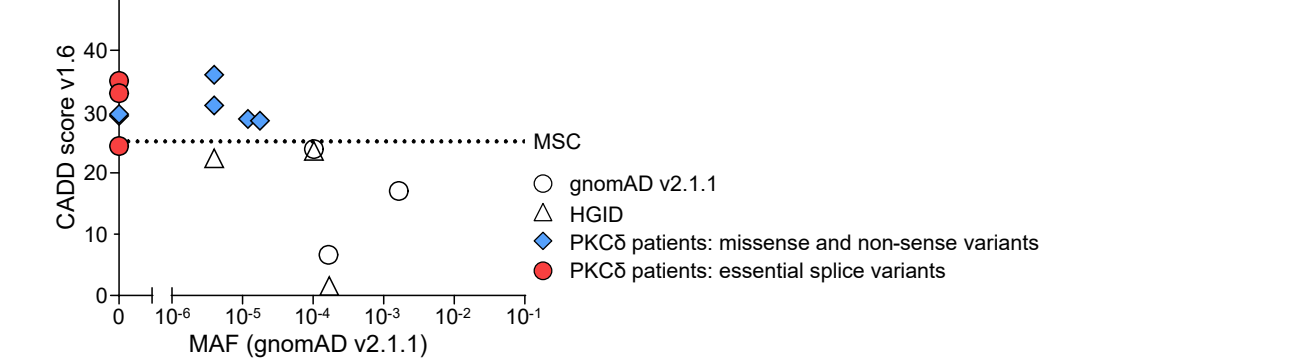 CADD score v1.6
40
30
20
10
0
MSC
gnomAD v2.1.1
HGID
PKCδ patients: missense and non-sense variants
PKCδ patients: essential splice variants
0 10⁻⁶ 10⁻⁵ 10⁻⁴ 10⁻³ 10⁻² 10⁻¹
MAF (gnomAD v2.1.1)